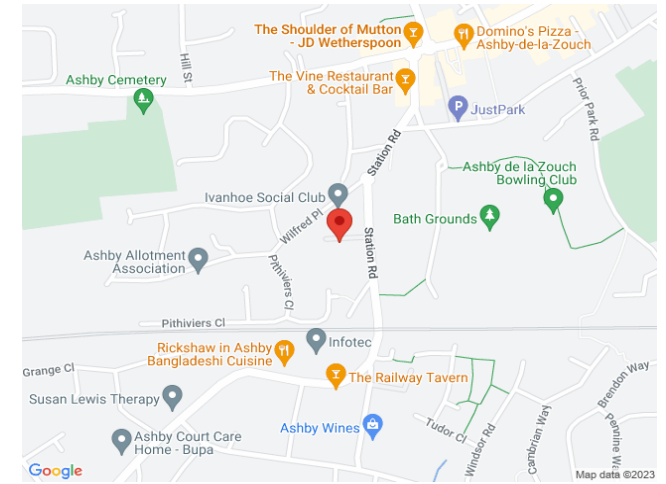 The Shoulder of Mutton
- JD Wetherspoon
Domino's Pizza -
Ashby-de-la-Zouch
Hill St
Ashby Cemetery
The Vine Restaurant
& Cocktail Bar
JustPark
Prior Park Rd
Station Rd
Ashby de la Zouch
Bowling Club
Ivanhoe Social Club
Wilfred Pl
Bath Grounds
Station Rd
Ashby Allotment
Association
Pithiviers Cl
Pithiviers Cl
Infotec
Rickshaw in Ashby
Bangladeshi Cuisine
Grange Cl
The Railway Tavern
Brendon Way
Susan Lewis Therapy
Ashby Wines
Tudor Cl
Windsor Rd
Cambrian Way
Pennine Wa
Ashby Court Care
Home - Bupa
Google
Map data ©2023